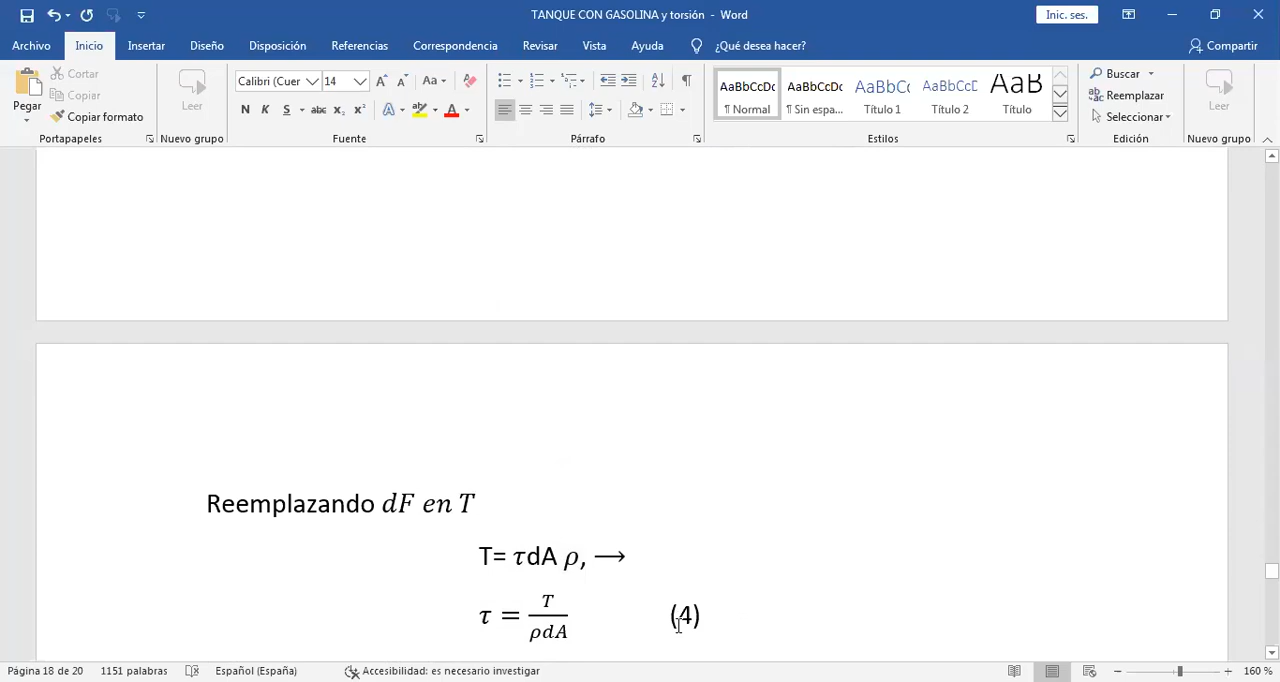 TANQUE CON GASOLINA y torsión - Word
Inic. ses.
Archivo Inicio Insertar Diseño Disposición Referencias Correspondencia Revisar Vista Ayuda ¿Qué desea hacer? Compartir
Pegar
Cortar
Copiar
Copiar formato
Portapapeles
Leer
Nuevo grupo
Calibri (Cuer 14
Aa
N K S abc x₂ x² A A
Fuente
Párrafo
AaBbCcDc AaBbCcDc AaBbCc AaBbCcD AaB
¶ Normal ¶ Sin espa... Título 1 Título 2 Título
Estilos
Buscar
Reemplazar
Seleccionar
Edición
Leer
Nuevo grupo
Reemplazando dF en T
T= τdA ρ, ⟶
τ = T/ρdA (4)
Página 18 de 20 1151 palabras Español (España) Accesibilidad: es necesario investigar 160 %